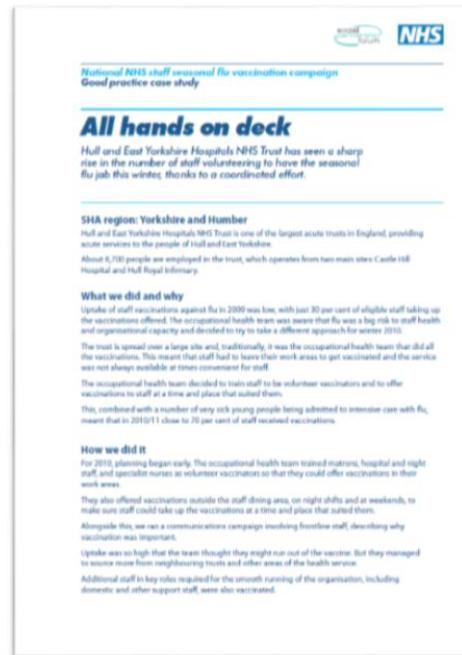 social
forum
NHS
National NHS staff seasonal flu vaccination campaign
Good practice case study
All hands on deck
Hull and East Yorkshire Hospitals NHS Trust has seen a sharp
rise in the number of staff volunteering to have the seasonal
flu jab this winter, thanks to a coordinated effort.
SHA region: Yorkshire and Humber
Hull and East Yorkshire Hospitals NHS Trust is one of the largest acute trusts in England, providing
acute services to the people of Hull and East Yorkshire.
About 8,700 people are employed in the trust, which operates from two main sites: Castle Hill
Hospital and Hull Royal Infirmary.
What we did and why
Uptake of staff vaccinations against flu in 2009 was low, with just 30 per cent of eligible staff taking up
the vaccinations offered. The occupational health team was aware that flu was a big risk to staff health
and organisational capacity and decided to try to take a different approach for winter 2010.
The trust is spread over a large site and, traditionally, it was the occupational health team that did all
the vaccinations. This meant that staff had to leave their work areas to get vaccinated and the service
was not always available at times convenient for staff.
The occupational health team decided to train staff to be volunteer vaccinators and to offer
vaccinations to staff at a time and place that suited them.
This, combined with a number of very sick young people being admitted to intensive care with flu,
meant that in 2010/11 close to 70 per cent of staff received vaccinations.
How we did it
For 2010, planning began early. The occupational health team trained matrons, hospital and night
staff, and specialist nurses as volunteer vaccinators so that they could offer vaccinations in their
work areas.
They also offered vaccinations outside the staff dining area, on night shifts and at weekends, to
make sure staff could take up the vaccinations at a time and place that suited them.
Alongside this, we ran a communications campaign involving frontline staff, describing why
vaccination was important.
Uptake was so high that the team thought they might run out of the vaccine. But they managed
to source more from neighbouring trusts and other areas of the health service.
Additional staff in key roles required for the smooth running of the organisation, including
domestic and other support staff, were also vaccinated.